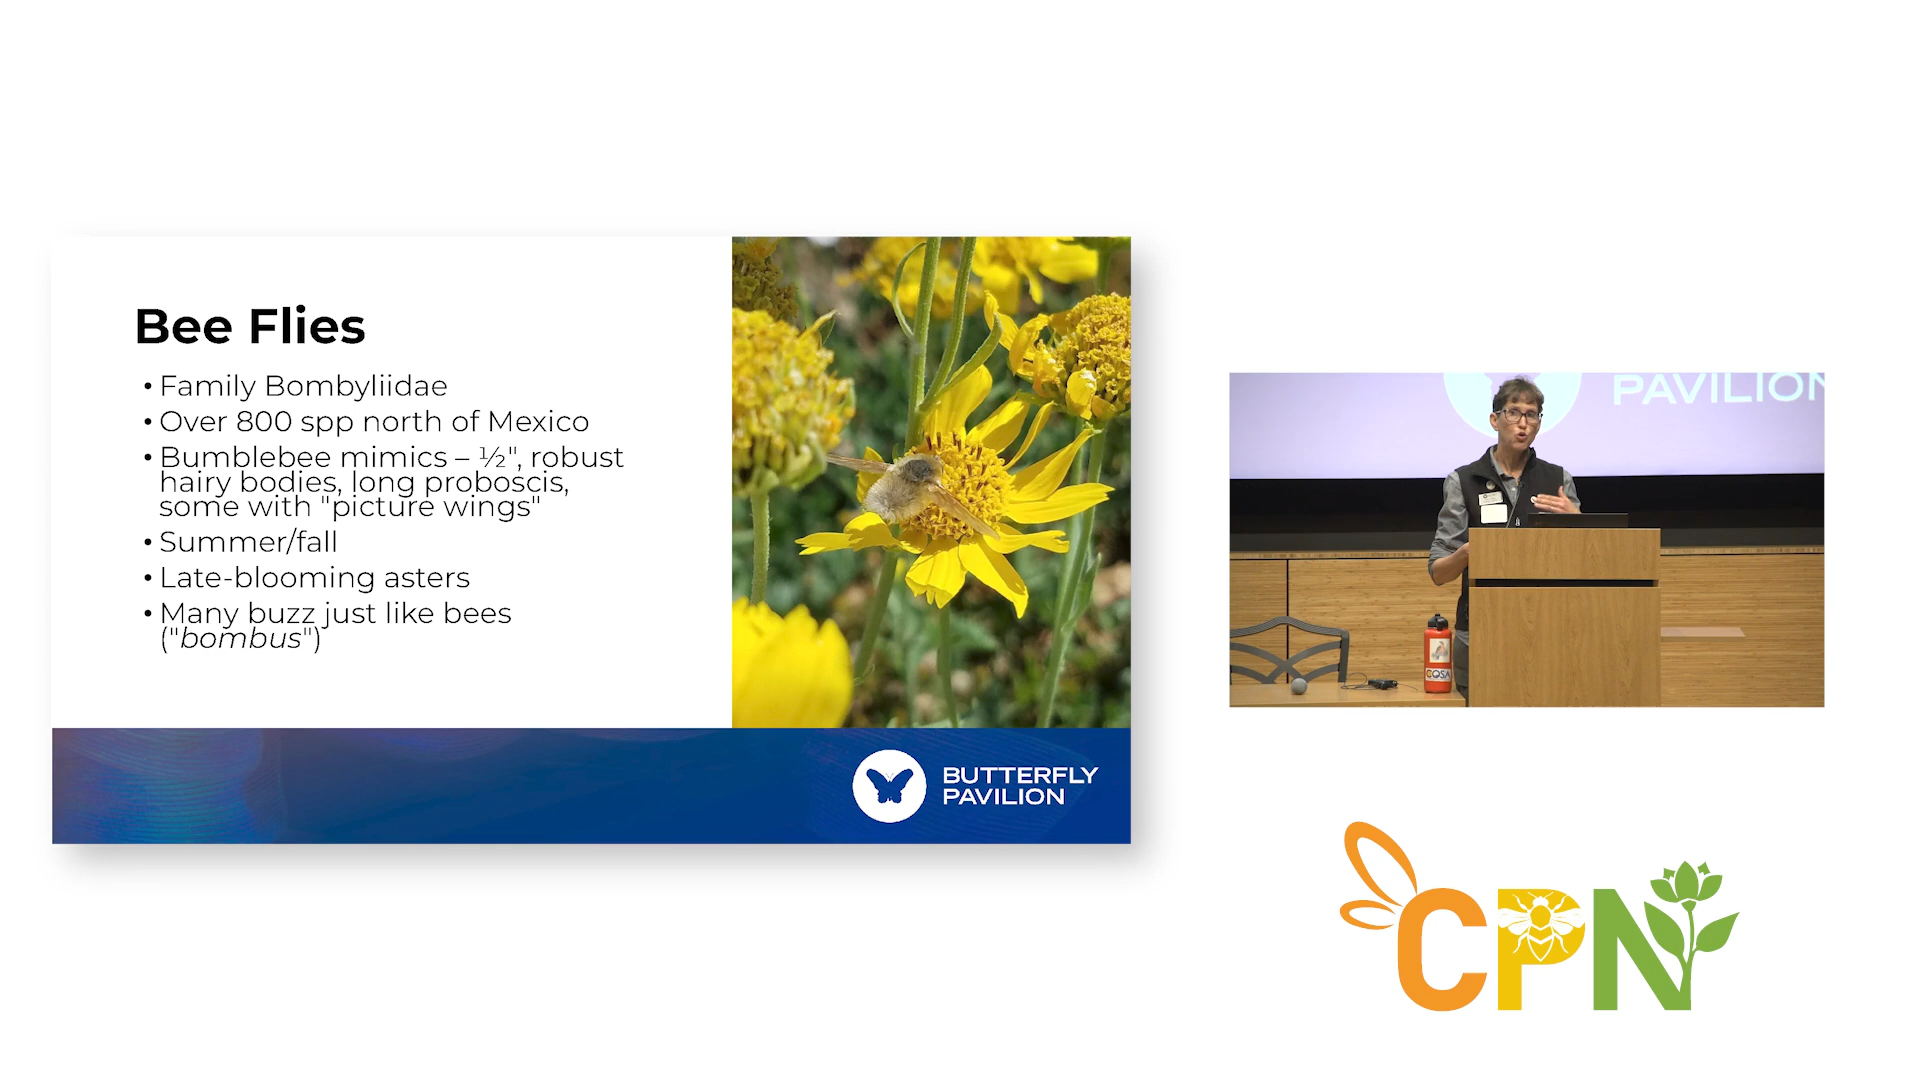 Bee Flies
• Family Bombyliidae
• Over 800 spp north of Mexico
• Bumblebee mimics – ½", robust
hairy bodies, long proboscis,
some with "picture wings"
• Summer/fall
• Late-blooming asters
• Many buzz just like bees
("bombus")
BUTTERFLY
PAVILION
PAVILION
COSA
CPN